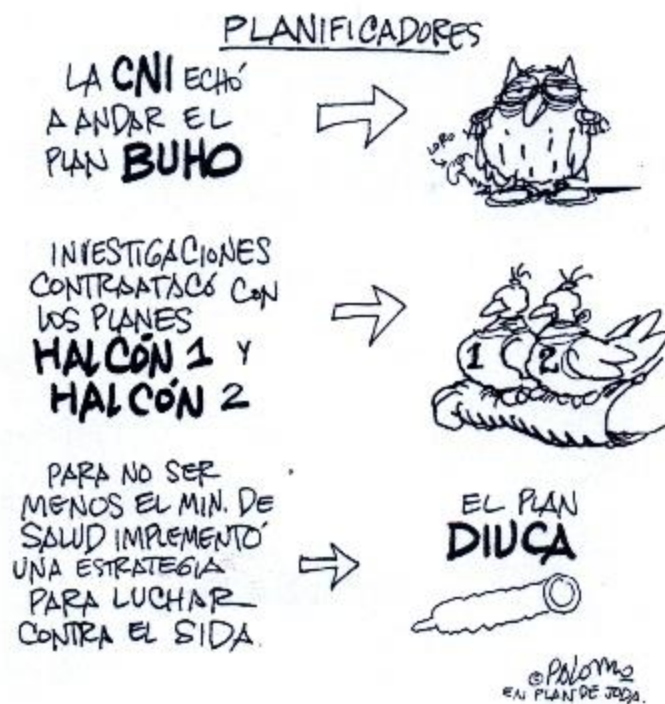 PLANIFICADORES
LA CNI ECHÓ
A ANDAR EL
PLAN BUHO
LORO
INVESTIGACIONES
CONTRAATACÓ CON
LOS PLANES
HALCÓN 1 Y
HALCÓN 2
1 2
PARA NO SER
MENOS EL MIN. DE
SALUD IMPLEMENTÓ
UNA ESTRATEGIA
PARA LUCHAR
CONTRA EL SIDA.
EL PLAN
DIUCA
© PALOMO
EN PLAN DE JODA.